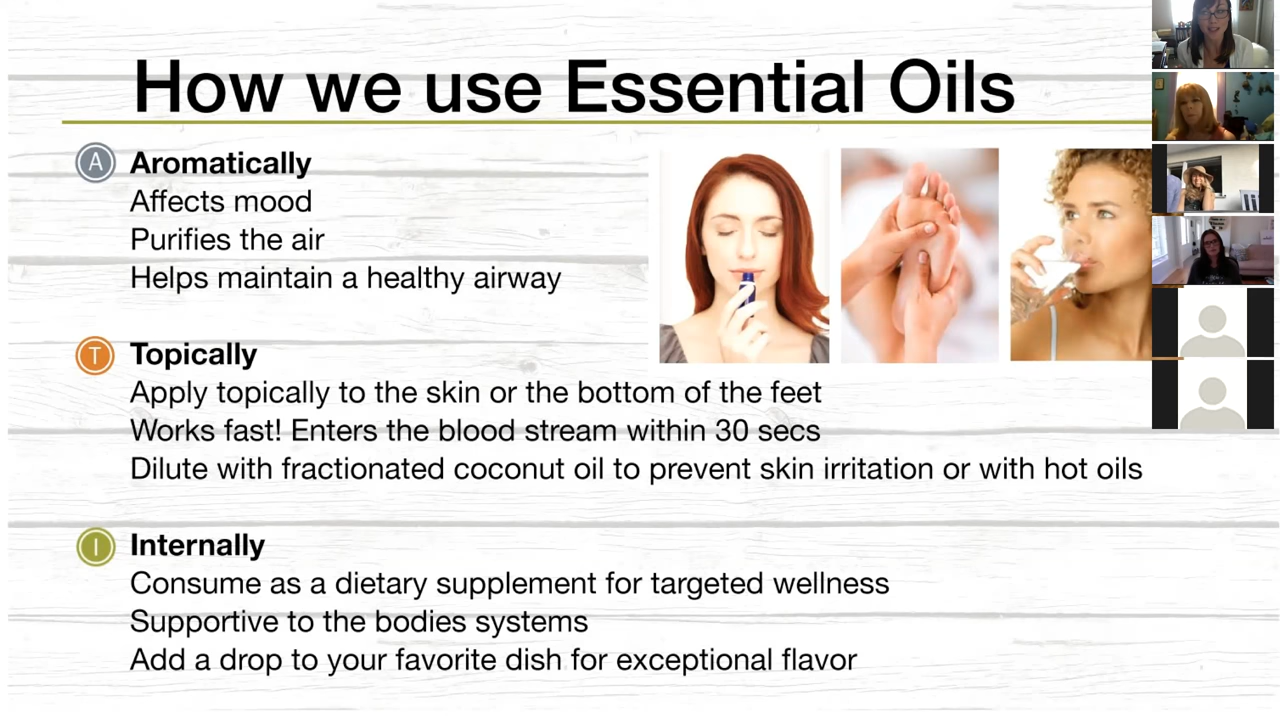 How we use Essential Oils
A Aromatically
Affects mood
Purifies the air
Helps maintain a healthy airway
T Topically
Apply topically to the skin or the bottom of the feet
Works fast! Enters the blood stream within 30 secs
Dilute with fractionated coconut oil to prevent skin irritation or with hot oils
I Internally
Consume as a dietary supplement for targeted wellness
Supportive to the bodies systems
Add a drop to your favorite dish for exceptional flavor